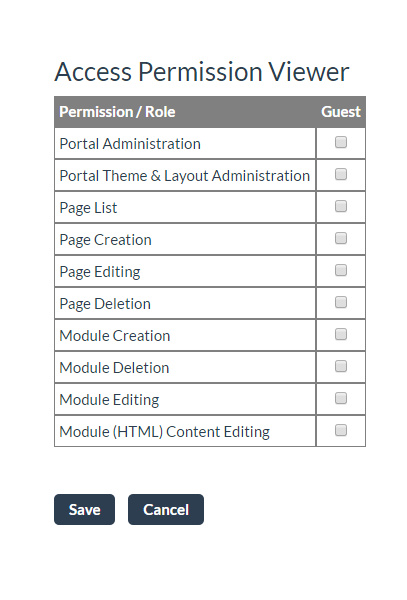 Access Permission Viewer
Permission / Role Guest
Portal Administration
Portal Theme & Layout Administration
Page List
Page Creation
Page Editing
Page Deletion
Module Creation
Module Deletion
Module Editing
Module (HTML) Content Editing
Save Cancel